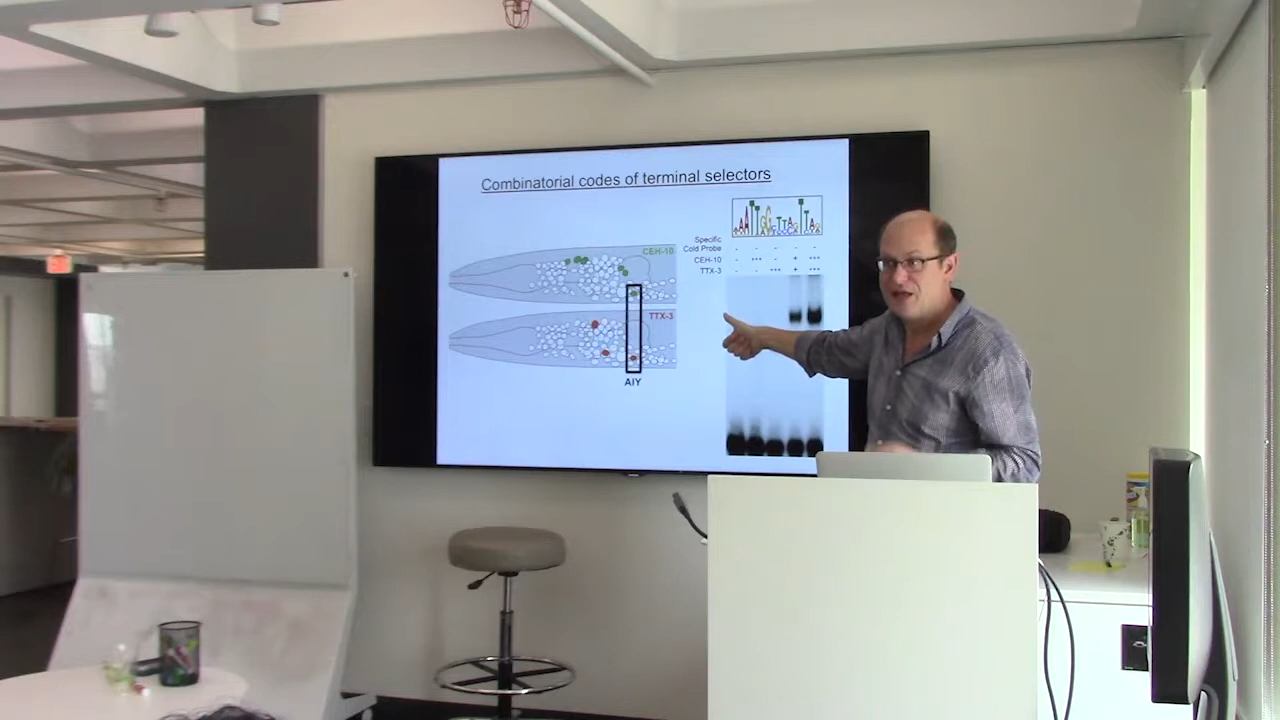 Combinatorial codes of terminal selectors
CEH-10
TTX-3
AIY
Specific
Cold Probe - - - - -
CEH-10 - +++ - + +++
TTX-3 - - +++ + +++